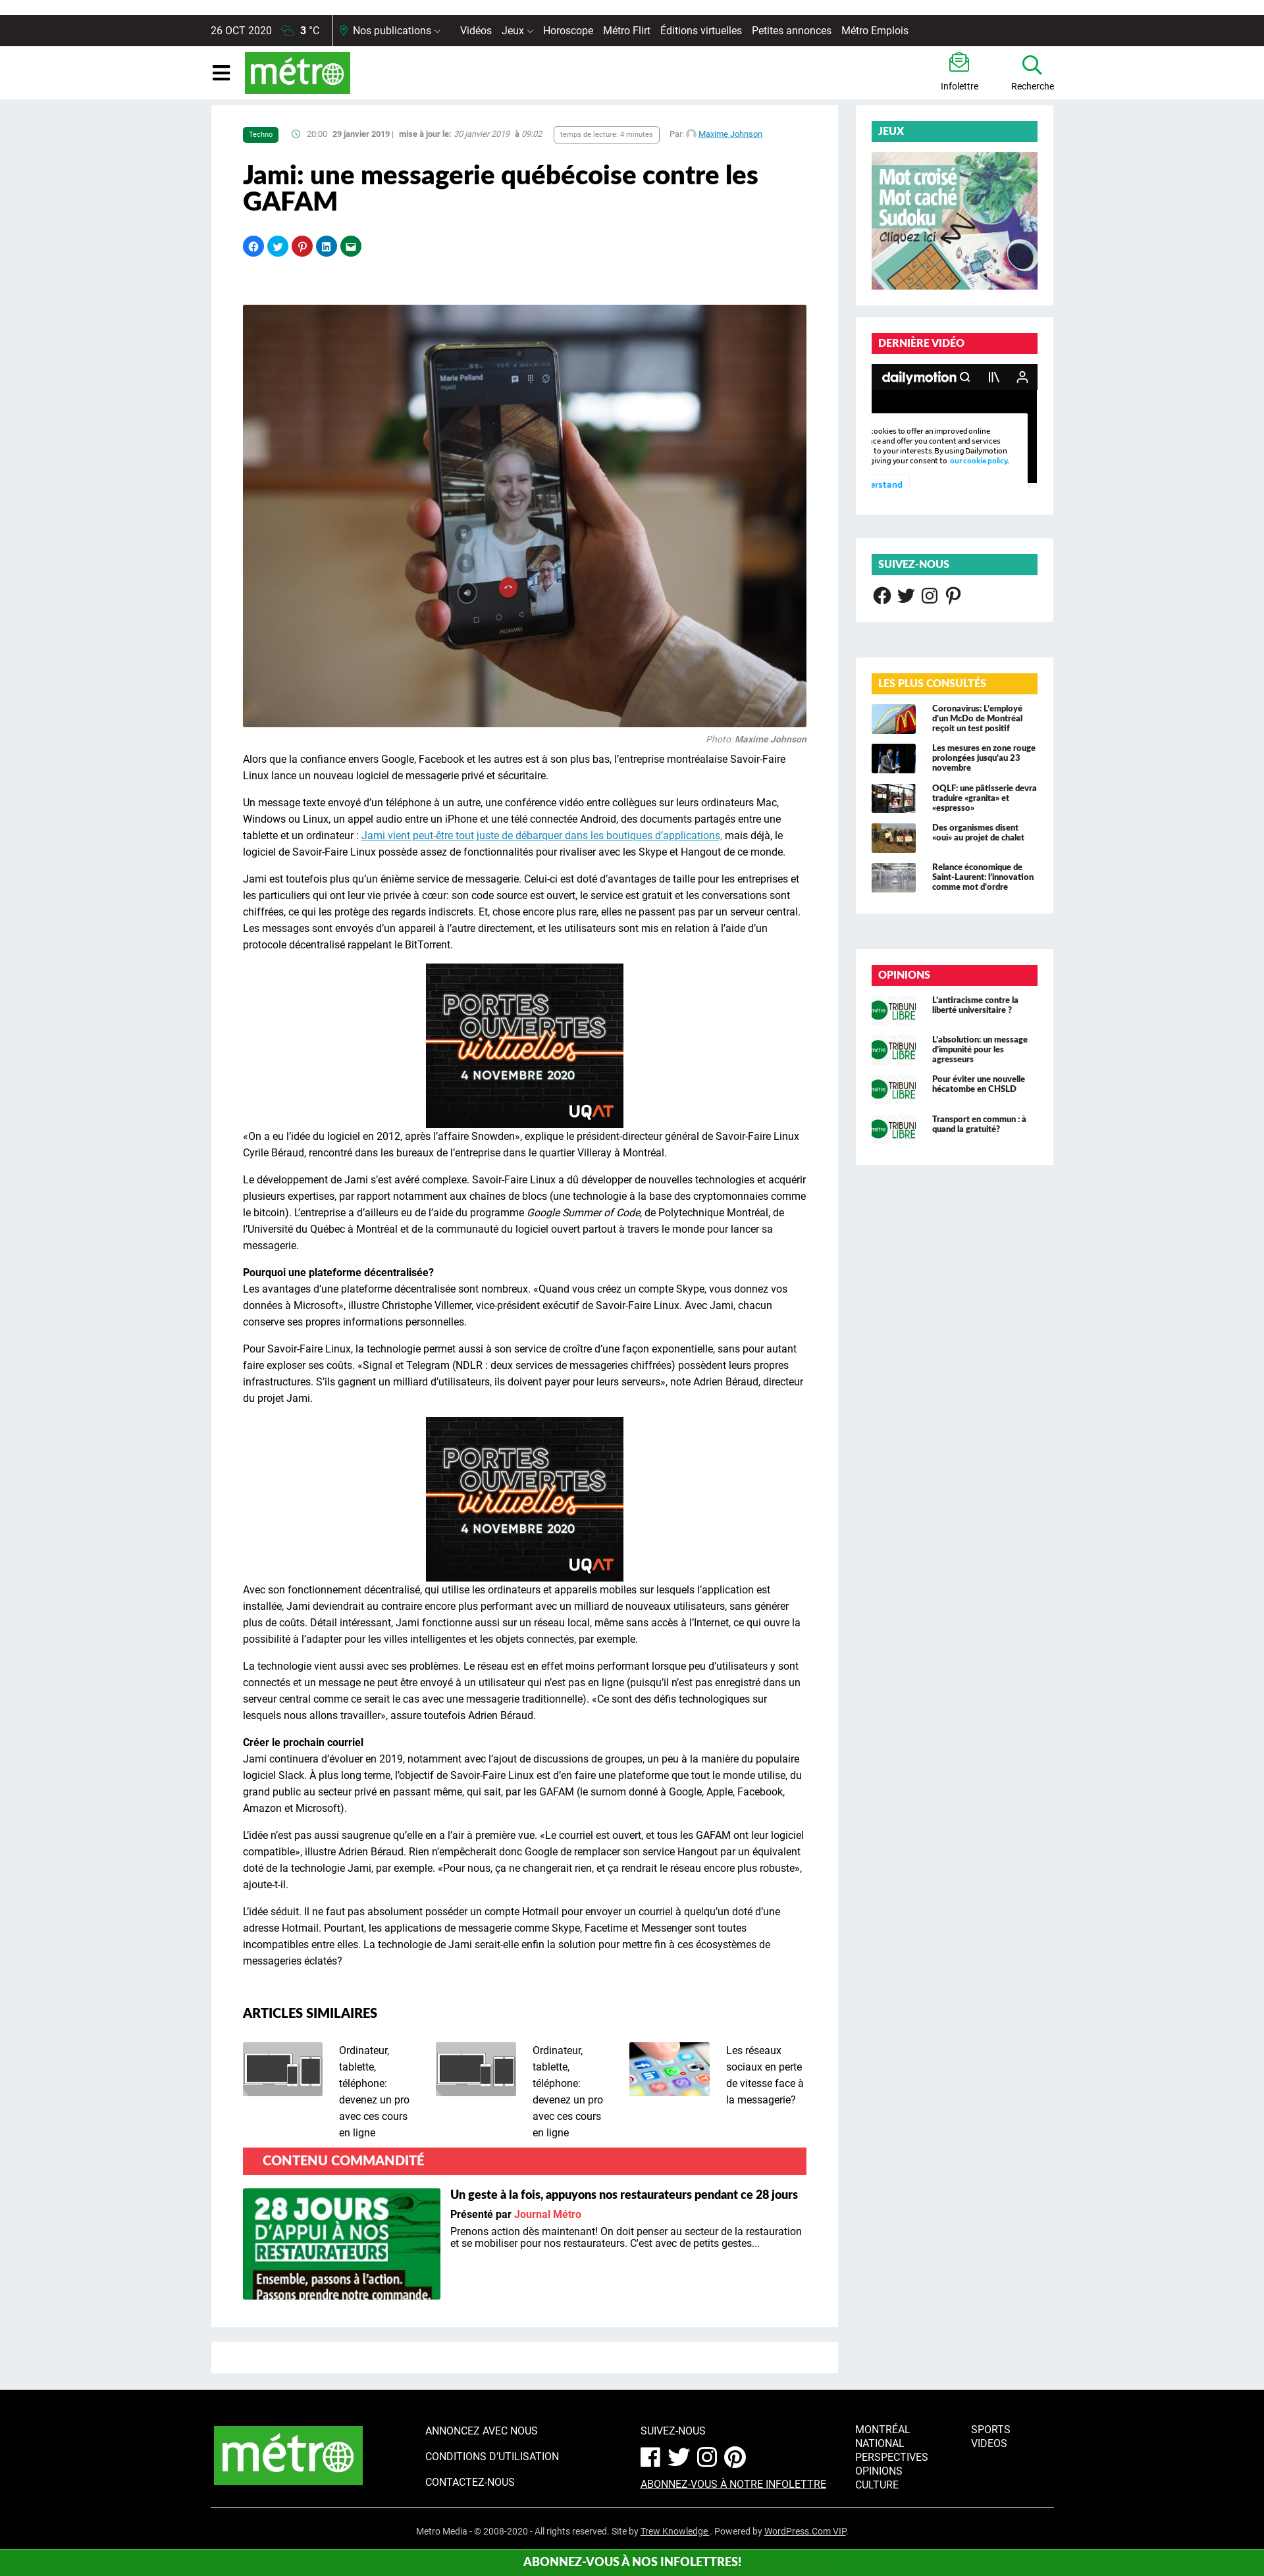 26 OCT 2020 3 °C Nos publications Vidéos Jeux Horoscope Métro Flirt Éditions virtuelles Petites annonces Métro Emplois
métro
Infolettre
Recherche
Techno 20:00 29 janvier 2019 | mise à jour le: 30 janvier 2019 à 09:02 temps de lecture: 4 minutes Par: Maxime Johnson
Jami: une messagerie québécoise contre les
GAFAM
Marie Pelland
mpeld
HUAWEI
Photo: Maxime Johnson
Alors que la confiance envers Google, Facebook et les autres est à son plus bas, l’entreprise montréalaise Savoir-Faire
Linux lance un nouveau logiciel de messagerie privé et sécuritaire.
Un message texte envoyé d’un téléphone à un autre, une conférence vidéo entre collègues sur leurs ordinateurs Mac,
Windows ou Linux, un appel audio entre un iPhone et une télé connectée Android, des documents partagés entre une
tablette et un ordinateur : Jami vient peut-être tout juste de débarquer dans les boutiques d’applications, mais déjà, le
logiciel de Savoir-Faire Linux possède assez de fonctionnalités pour rivaliser avec les Skype et Hangout de ce monde.
Jami est toutefois plus qu’un énième service de messagerie. Celui-ci est doté d’avantages de taille pour les entreprises et
les particuliers qui ont leur vie privée à cœur: son code source est ouvert, le service est gratuit et les conversations sont
chiffrées, ce qui les protège des regards indiscrets. Et, chose encore plus rare, elles ne passent pas par un serveur central.
Les messages sont envoyés d’un appareil à l’autre directement, et les utilisateurs sont mis en relation à l’aide d’un
protocole décentralisé rappelant le BitTorrent.
PORTES
OUVERTES
virtuelles
4 NOVEMBRE 2020
UQAT
«On a eu l’idée du logiciel en 2012, après l’affaire Snowden», explique le président-directeur général de Savoir-Faire Linux
Cyrile Béraud, rencontré dans les bureaux de l’entreprise dans le quartier Villeray à Montréal.
Le développement de Jami s’est avéré complexe. Savoir-Faire Linux a dû développer de nouvelles technologies et acquérir
plusieurs expertises, par rapport notamment aux chaînes de blocs (une technologie à la base des cryptomonnaies comme
le bitcoin). L’entreprise a d’ailleurs eu de l’aide du programme Google Summer of Code, de Polytechnique Montréal, de
l’Université du Québec à Montréal et de la communauté du logiciel ouvert partout à travers le monde pour lancer sa
messagerie.
Pourquoi une plateforme décentralisée?
Les avantages d’une plateforme décentralisée sont nombreux. «Quand vous créez un compte Skype, vous donnez vos
données à Microsoft», illustre Christophe Villemer, vice-président exécutif de Savoir-Faire Linux. Avec Jami, chacun
conserve ses propres informations personnelles.
Pour Savoir-Faire Linux, la technologie permet aussi à son service de croître d’une façon exponentielle, sans pour autant
faire exploser ses coûts. «Signal et Telegram (NDLR : deux services de messageries chiffrées) possèdent leurs propres
infrastructures. S’ils gagnent un milliard d’utilisateurs, ils doivent payer pour leurs serveurs», note Adrien Béraud, directeur
du projet Jami.
PORTES
OUVERTES
virtuelles
4 NOVEMBRE 2020
UQAT
Avec son fonctionnement décentralisé, qui utilise les ordinateurs et appareils mobiles sur lesquels l’application est
installée, Jami deviendrait au contraire encore plus performant avec un milliard de nouveaux utilisateurs, sans générer
plus de coûts. Détail intéressant, Jami fonctionne aussi sur un réseau local, même sans accès à l’Internet, ce qui ouvre la
possibilité à l’adapter pour les villes intelligentes et les objets connectés, par exemple.
La technologie vient aussi avec ses problèmes. Le réseau est en effet moins performant lorsque peu d’utilisateurs y sont
connectés et un message ne peut être envoyé à un utilisateur qui n’est pas en ligne (puisqu’il n’est pas enregistré dans un
serveur central comme ce serait le cas avec une messagerie traditionnelle). «Ce sont des défis technologiques sur
lesquels nous allons travailler», assure toutefois Adrien Béraud.
Créer le prochain courriel
Jami continuera d’évoluer en 2019, notamment avec l’ajout de discussions de groupes, un peu à la manière du populaire
logiciel Slack. À plus long terme, l’objectif de Savoir-Faire Linux est d’en faire une plateforme que tout le monde utilise, du
grand public au secteur privé en passant même, qui sait, par les GAFAM (le surnom donné à Google, Apple, Facebook,
Amazon et Microsoft).
L’idée n’est pas aussi saugrenue qu’elle en a l’air à première vue. «Le courriel est ouvert, et tous les GAFAM ont leur logiciel
compatible», illustre Adrien Béraud. Rien n’empêcherait donc Google de remplacer son service Hangout par un équivalent
doté de la technologie Jami, par exemple. «Pour nous, ça ne changerait rien, et ça rendrait le réseau encore plus robuste»,
ajoute-t-il.
L’idée séduit. Il ne faut pas absolument posséder un compte Hotmail pour envoyer un courriel à quelqu’un doté d’une
adresse Hotmail. Pourtant, les applications de messagerie comme Skype, Facetime et Messenger sont toutes
incompatibles entre elles. La technologie de Jami serait-elle enfin la solution pour mettre fin à ces écosystèmes de
messageries éclatés?
ARTICLES SIMILAIRES
Ordinateur,
tablette,
téléphone:
devenez un pro
avec ces cours
en ligne
Ordinateur,
tablette,
téléphone:
devenez un pro
avec ces cours
en ligne
Les réseaux
sociaux en perte
de vitesse face à
la messagerie?
CONTENU COMMANDITÉ
28 JOURS
D’APPUI À NOS
RESTAURATEURS
Ensemble, passons à l’action.
Passons prendre notre commande.
Un geste à la fois, appuyons nos restaurateurs pendant ce 28 jours
Présenté par Journal Métro
Prenons action dès maintenant! On doit penser au secteur de la restauration
et se mobiliser pour nos restaurateurs. C'est avec de petits gestes...
JEUX
Mot croisé
Mot caché
Sudoku
Cliquez ici
DERNIÈRE VIDÉO
dailymotion
cookies to offer an improved online
ce and offer you content and services
to your interests. By using Dailymotion
giving your consent to our cookie policy.
erstand
SUIVEZ-NOUS
LES PLUS CONSULTÉS
Coronavirus: L’employé
d’un McDo de Montréal
reçoit un test positif
Les mesures en zone rouge
prolongées jusqu’au 23
novembre
OQLF: une pâtisserie devra
traduire «granita» et
«espresso»
Des organismes disent
«oui» au projet de chalet
Relance économique de
Saint-Laurent: l’innovation
comme mot d’ordre
OPINIONS
métro TRIBUNE LIBRE
L’antiracisme contre la
liberté universitaire ?
métro TRIBUNE LIBRE
L’absolution: un message
d’impunité pour les
agresseurs
métro TRIBUNE LIBRE
Pour éviter une nouvelle
hécatombe en CHSLD
métro TRIBUNE LIBRE
Transport en commun : à
quand la gratuité?
métro
ANNONCEZ AVEC NOUS
CONDITIONS D’UTILISATION
CONTACTEZ-NOUS
SUIVEZ-NOUS
ABONNEZ-VOUS À NOTRE INFOLETTRE
MONTRÉAL
NATIONAL
PERSPECTIVES
OPINIONS
CULTURE
SPORTS
VIDEOS
Metro Media - © 2008-2020 - All rights reserved. Site by Trew Knowledge . Powered by WordPress.Com VIP.
ABONNEZ-VOUS À NOS INFOLETTRES!